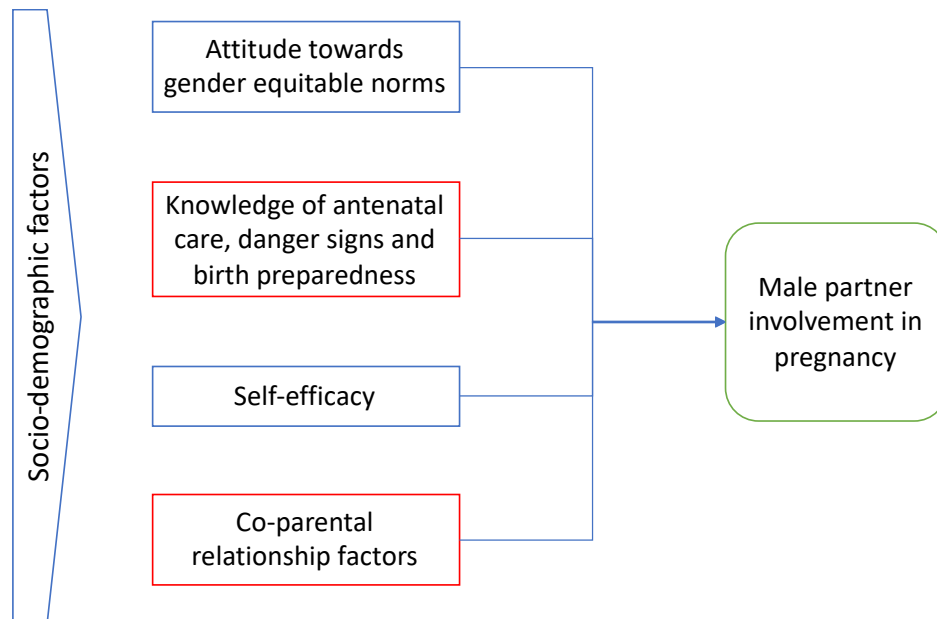 Socio-demographic factors
Attitude towards
gender equitable norms
Knowledge of antenatal
care, danger signs and
birth preparedness
Self-efficacy
Co-parental
relationship factors
Male partner
involvement in
pregnancy